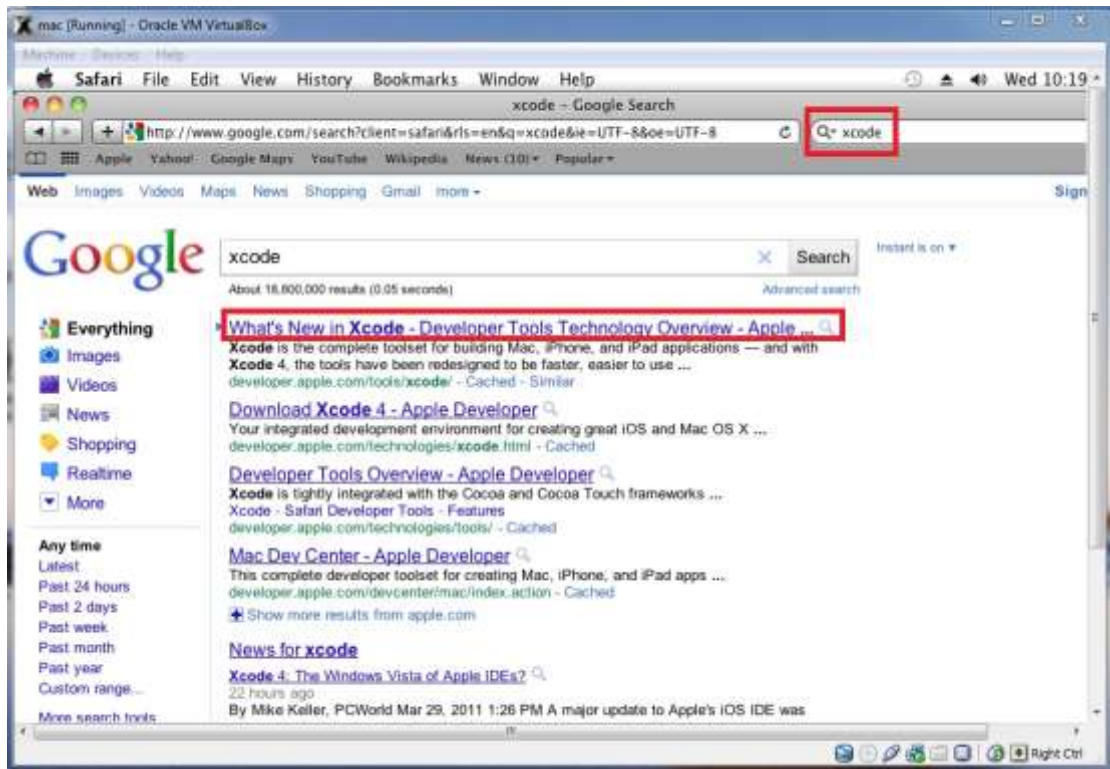 mac [Running] - Oracle VM VirtualBox
Machine Devices Help
Safari File Edit View History Bookmarks Window Help Wed 10:19
xcode - Google Search
http://www.google.com/search?client=safari&rls=en&q=xcode&ie=UTF-8&oe=UTF-8 xcode
Apple Yahoo! Google Maps YouTube Wikipedia News (10) Popular
Web Images Videos Maps News Shopping Gmail more Sign
Google xcode Search Instant is on
About 16,600,000 results (0.05 seconds) Advanced search
Everything
Images
Videos
News
Shopping
Realtime
More
Any time
Latest
Past 24 hours
Past 2 days
Past week
Past month
Past year
Custom range...
More search tools
What's New in Xcode - Developer Tools Technology Overview - Apple ...
Xcode is the complete toolset for building Mac, iPhone, and iPad applications — and with
Xcode 4, the tools have been redesigned to be faster, easier to use ...
developer.apple.com/tools/xcode/ - Cached - Similar
Download Xcode 4 - Apple Developer
Your integrated development environment for creating great iOS and Mac OS X ...
developer.apple.com/technologies/xcode.html - Cached
Developer Tools Overview - Apple Developer
Xcode is tightly integrated with the Cocoa and Cocoa Touch frameworks ...
Xcode - Safari Developer Tools - Features
developer.apple.com/technologies/tools/ - Cached
Mac Dev Center - Apple Developer
This complete developer toolset for creating Mac, iPhone, and iPad apps ...
developer.apple.com/devcenter/mac/index.action - Cached
Show more results from apple.com
News for xcode
Xcode 4: The Windows Vista of Apple IDEs?
22 hours ago
By Mike Keller, PCWorld Mar 29, 2011 1:26 PM A major update to Apple's iOS IDE was
Right Ctrl